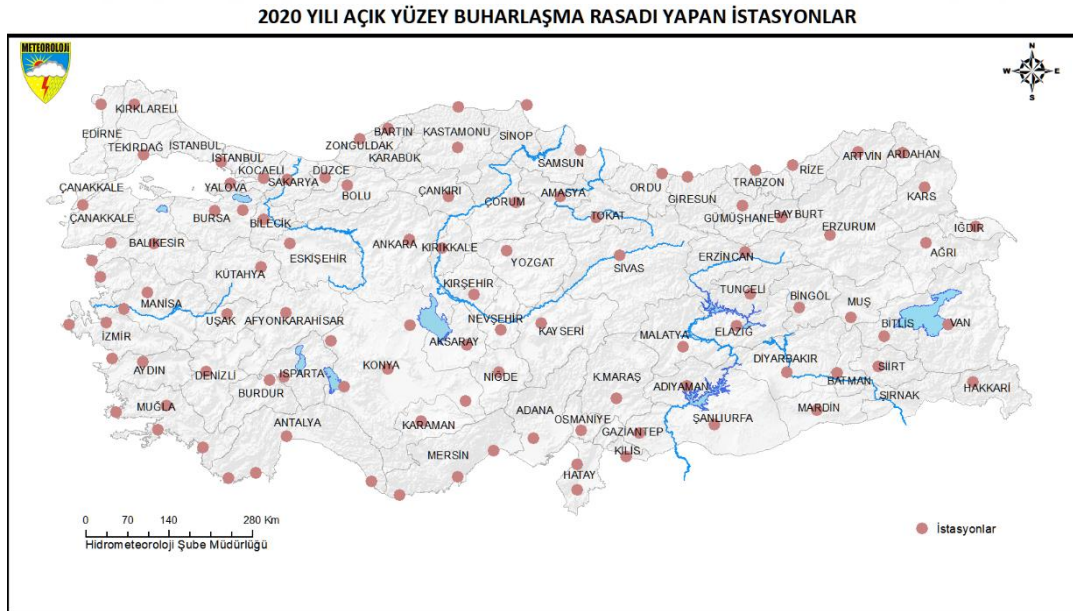 2020 YILI AÇIK YÜZEY BUHARLAŞMA RASADI YAPAN İSTASYONLAR
METEOROLOJİ
N
W E
S
KIRKLARELİ
EDİRNE
TEKİRDAĞ
İSTANBUL
İSTANBUL
KOCAELİ
YALOVA
SAKARYA
DÜZCE
ZONGULDAK
BARTIN
KARABÜK
KASTAMONU
SİNOP
SAMSUN
ORDU
GİRESUN
TRABZON
RİZE
ARTVİN
ARDAHAN
KARS
ÇANAKKALE
ÇANAKKALE
BURSA
BİLECİK
BOLU
ÇANKIRI
ÇORUM
AMASYA
TOKAT
GÜMÜŞHANE
BAYBURT
ERZURUM
IĞDIR
AĞRI
BALIKESİR
KÜTAHYA
ESKİŞEHİR
ANKARA
KIRIKKALE
YOZGAT
SİVAS
ERZİNCAN
TUNCELİ
BİNGÖL
MUŞ
BİTLİS
VAN
MANİSA
İZMİR
UŞAK
AFYONKARAHİSAR
KIRŞEHİR
NEVŞEHİR
KAYSERİ
AKSARAY
MALATYA
ELAZIĞ
DİYARBAKIR
BATMAN
SİİRT
ŞIRNAK
HAKKARİ
AYDIN
DENİZLİ
BURDUR
ISPARTA
KONYA
NİĞDE
K.MARAŞ
ADIYAMAN
MARDİN
MUĞLA
ANTALYA
KARAMAN
MERSİN
ADANA
OSMANİYE
GAZİANTEP
ŞANLIURFA
KİLİS
HATAY
0 70 140 280 Km
Hidrometeoroloji Şube Müdürlüğü
İstasyonlar